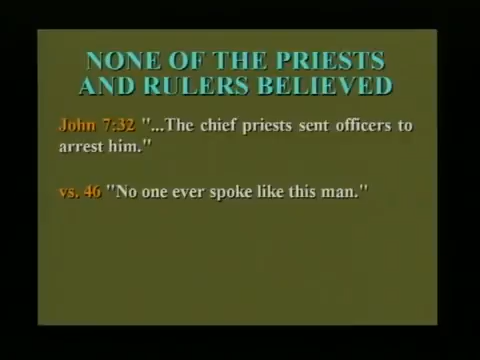 NONE OF THE PRIESTS
AND RULERS BELIEVED
John 7:32 "...The chief priests sent officers to
arrest him."
vs. 46 "No one ever spoke like this man."